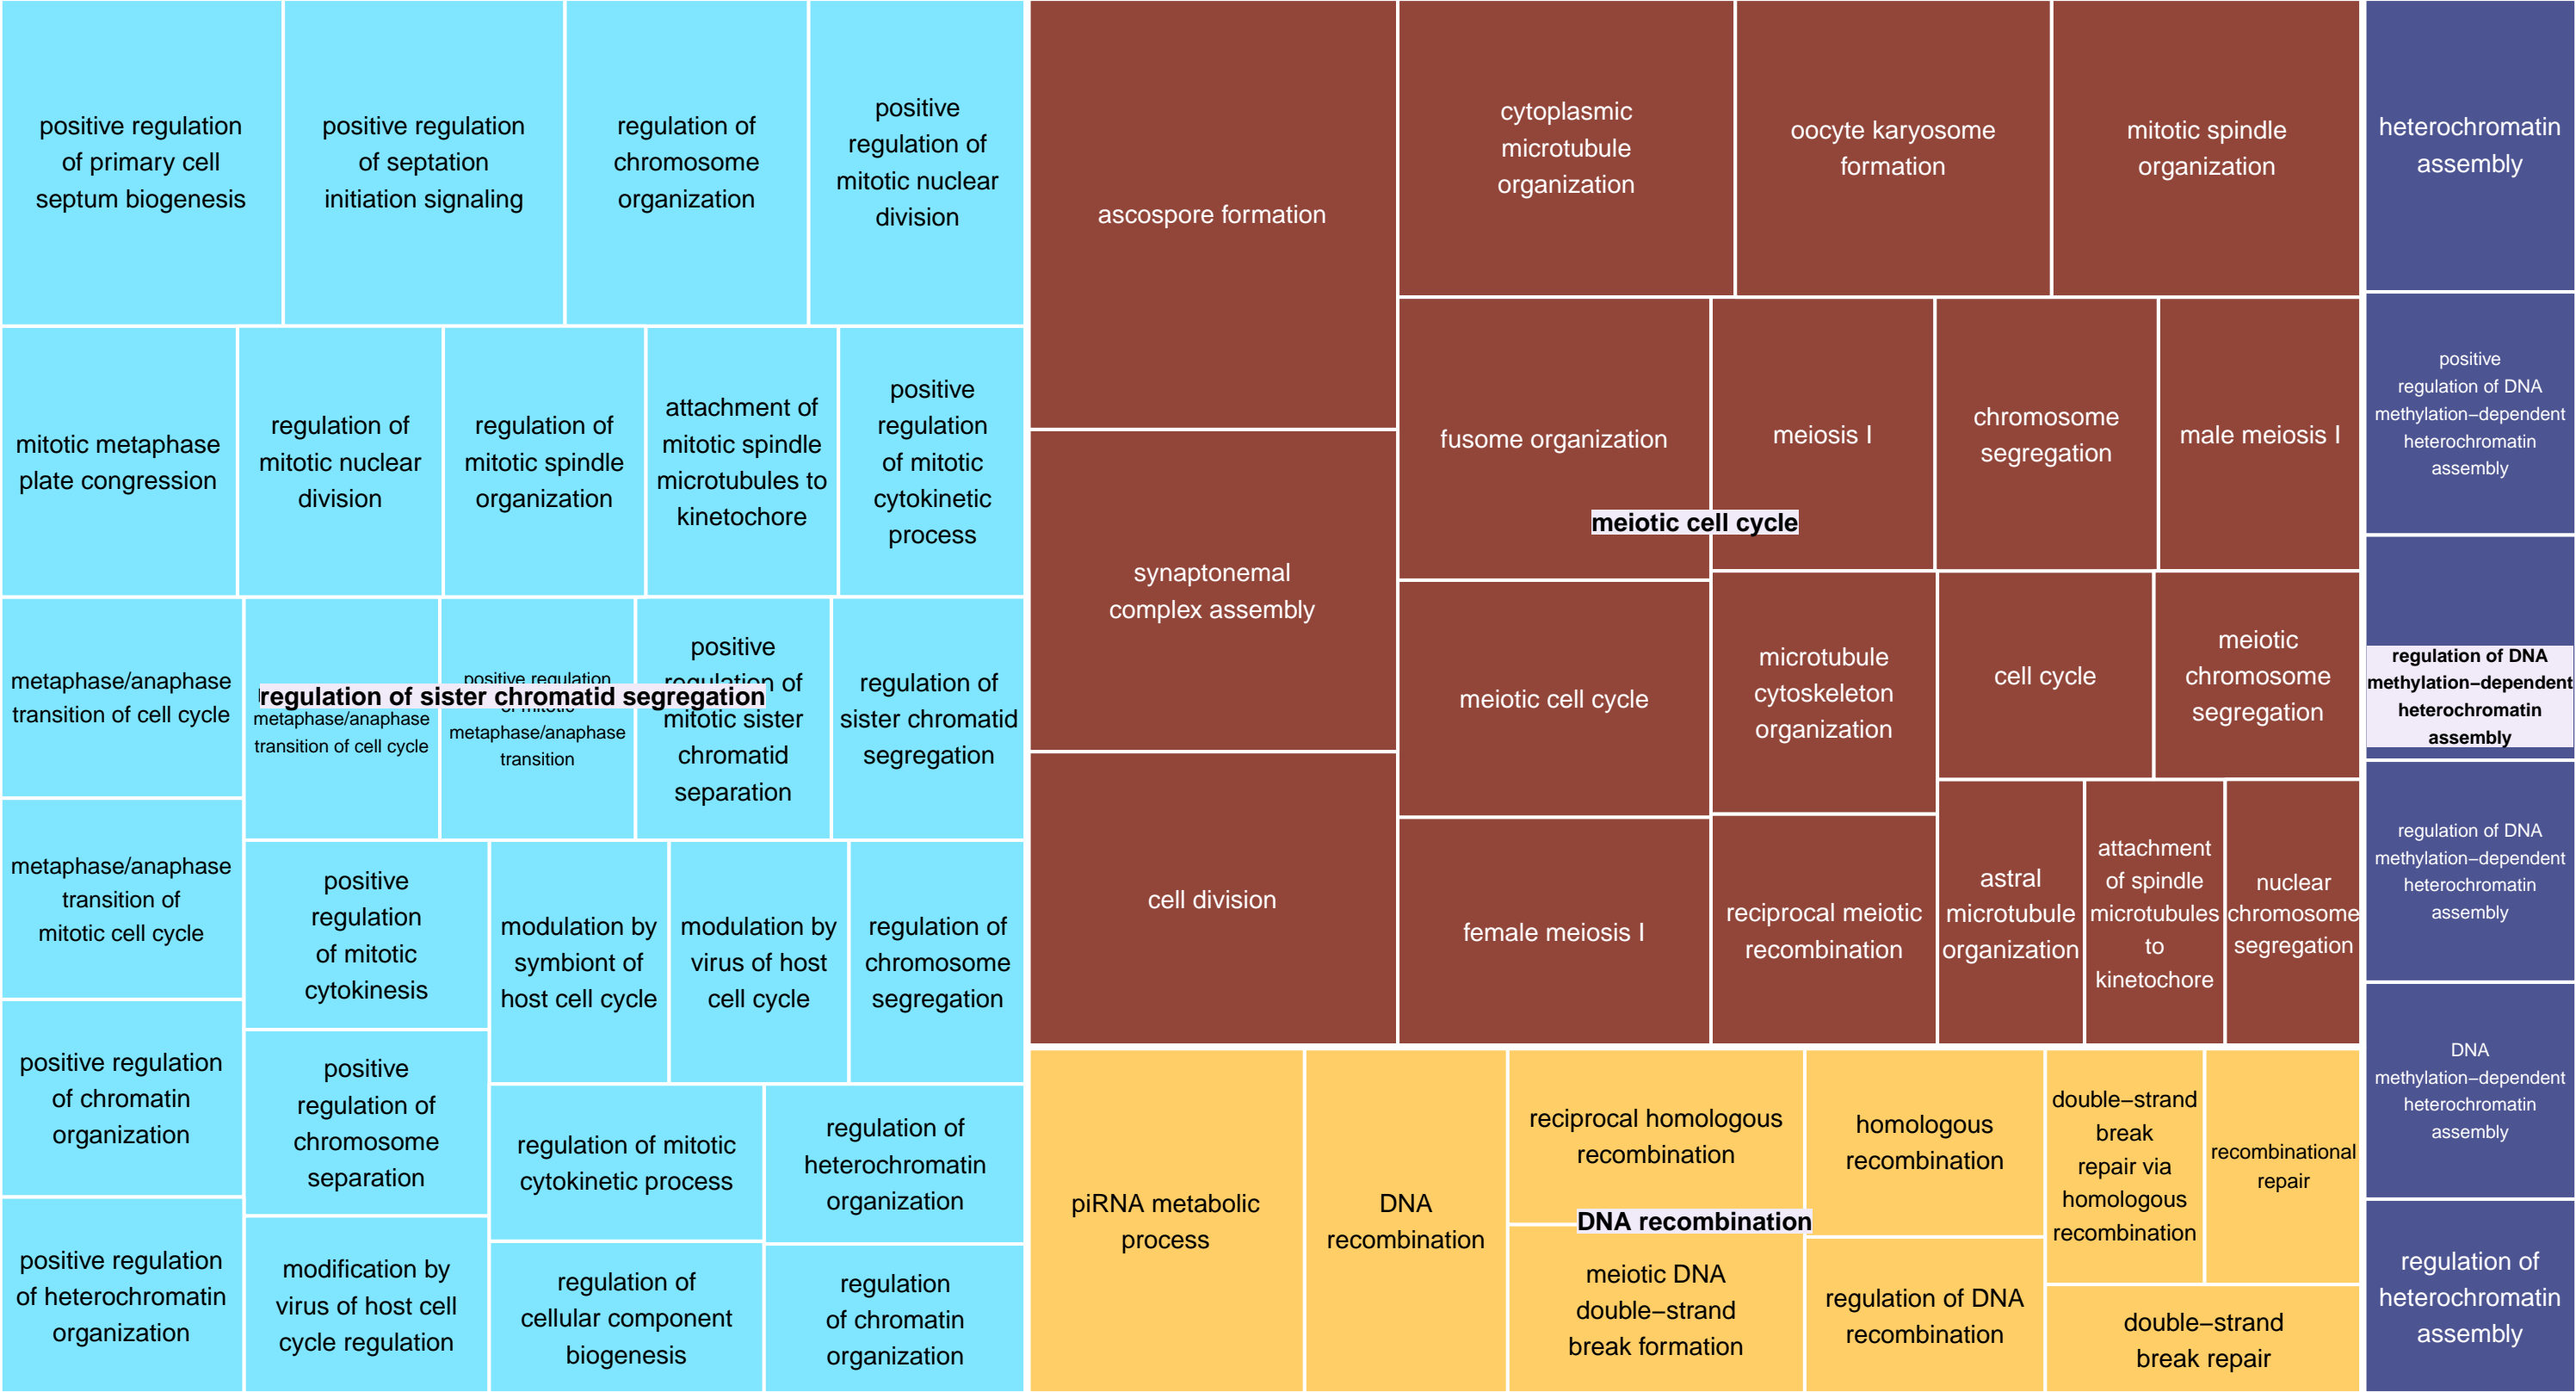 positive regulation
of primary cell
septum biogenesis
positive regulation
of septation
initiation signaling
regulation of
chromosome
organization
positive
regulation of
mitotic nuclear
division
mitotic metaphase
plate congression
regulation of
mitotic nuclear
division
regulation of
mitotic spindle
organization
attachment of
mitotic spindle
microtubules to
kinetochore
positive
regulation
of mitotic
cytokinetic
process
metaphase/anaphase
transition of cell cycle
metaphase/anaphase
transition of cell cycle
positive regulation
of mitotic
metaphase/anaphase
transition
positive
regulation of
mitotic sister
chromatid
separation
regulation of
sister chromatid
segregation
regulation of sister chromatid segregation
metaphase/anaphase
transition of
mitotic cell cycle
positive
regulation
of mitotic
cytokinesis
modulation by
symbiont of
host cell cycle
modulation by
virus of host
cell cycle
regulation of
chromosome
segregation
positive regulation
of chromatin
organization
positive
regulation of
chromosome
separation
regulation of mitotic
cytokinetic process
regulation of
heterochromatin
organization
positive regulation
of heterochromatin
organization
modification by
virus of host cell
cycle regulation
regulation of
cellular component
biogenesis
regulation
of chromatin
organization
ascospore formation
cytoplasmic
microtubule
organization
oocyte karyosome
formation
mitotic spindle
organization
fusome organization
meiosis I
chromosome
segregation
male meiosis I
meiotic cell cycle
synaptonemal
complex assembly
meiotic cell cycle
microtubule
cytoskeleton
organization
cell cycle
meiotic
chromosome
segregation
cell division
female meiosis I
reciprocal meiotic
recombination
astral
microtubule
organization
attachment
of spindle
microtubules
to
kinetochore
nuclear
chromosome
segregation
piRNA metabolic
process
DNA
recombination
reciprocal homologous
recombination
homologous
recombination
double−strand
break
repair via
homologous
recombination
recombinational
repair
DNA recombination
meiotic DNA
double−strand
break formation
regulation of DNA
recombination
double−strand
break repair
heterochromatin
assembly
positive
regulation of DNA
methylation−dependent
heterochromatin
assembly
regulation of DNA
methylation−dependent
heterochromatin
assembly
regulation of DNA
methylation−dependent
heterochromatin
assembly
DNA
methylation−dependent
heterochromatin
assembly
regulation of
heterochromatin
assembly